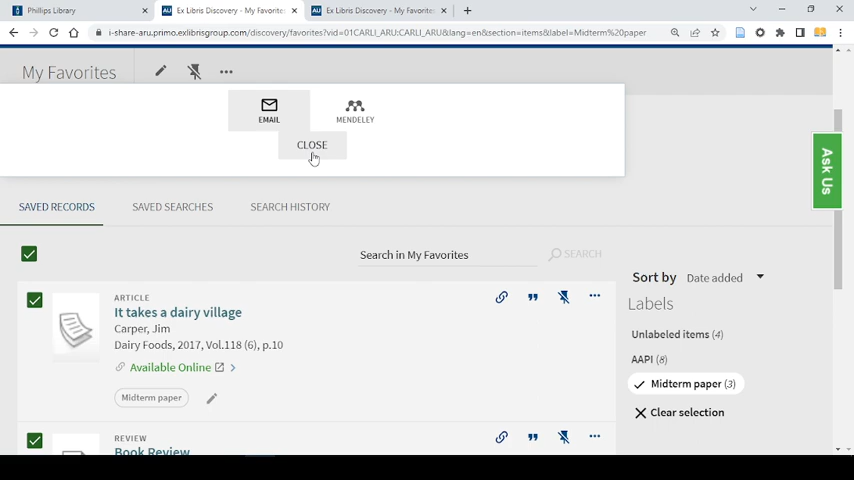 Phillips Library
Ex Libris Discovery - My Favorites
Ex Libris Discovery - My Favorites
i-share-aru.primo.exlibrisgroup.com/discovery/favorites?vid=01CARLI_ARU:CARLI_ARU&lang=en&section=items&label=Midterm%20paper
My Favorites
EMAIL
MENDELEY
CLOSE
Ask Us
SAVED RECORDS SAVED SEARCHES SEARCH HISTORY
Search in My Favorites SEARCH
Sort by Date added
Labels
Unlabeled items (4)
AAPI (8)
Midterm paper (3)
Clear selection
ARTICLE
It takes a dairy village
Carper, Jim
Dairy Foods, 2017, Vol.118 (6), p.10
Available Online
Midterm paper
REVIEW
Book Review